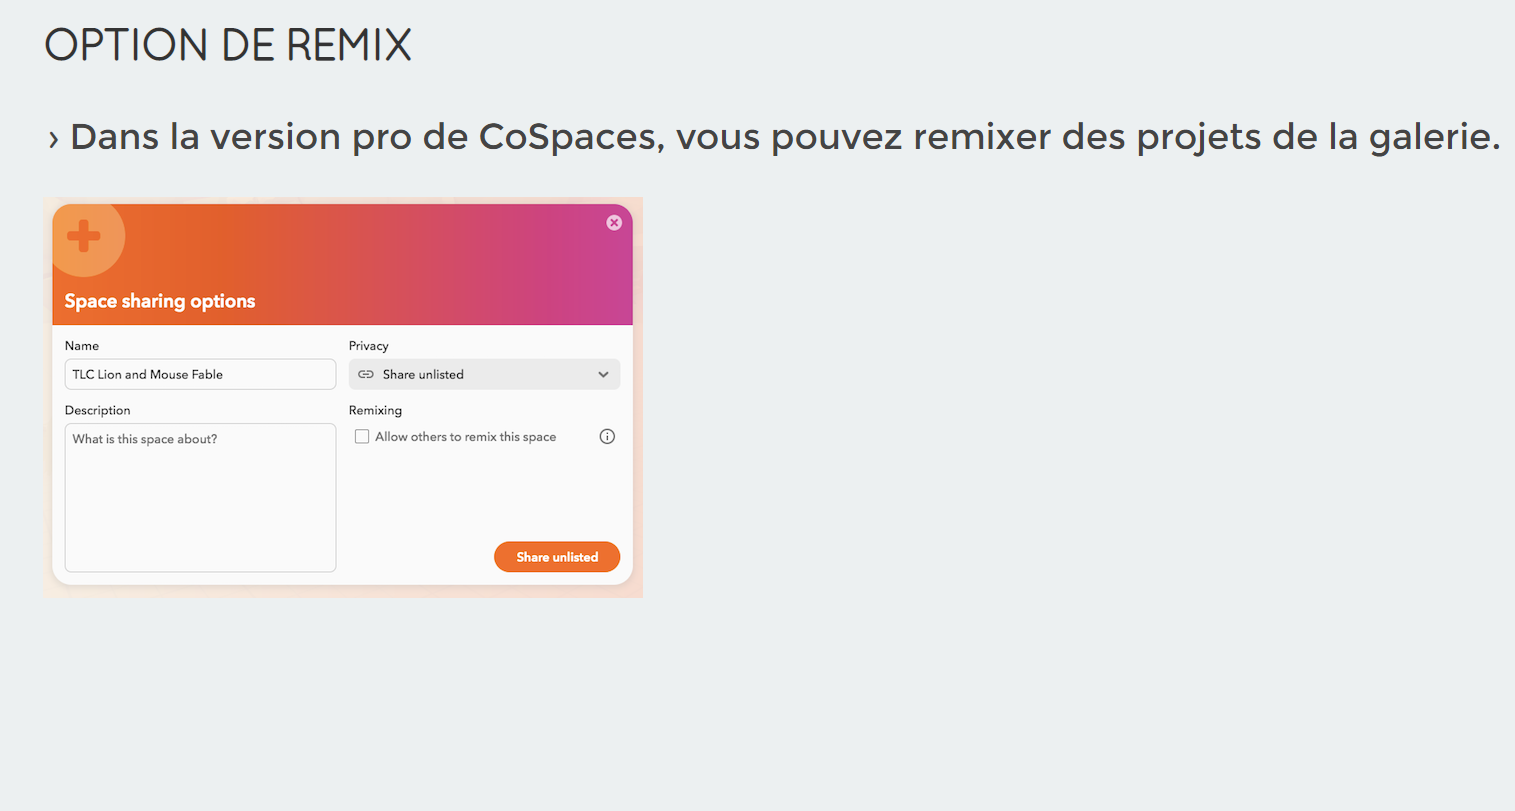 OPTION DE REMIX
› Dans la version pro de CoSpaces, vous pouvez remixer des projets de la galerie.
Space sharing options
Name
TLC Lion and Mouse Fable
Privacy
Share unlisted
Description
What is this space about?
Remixing
Allow others to remix this space
Share unlisted